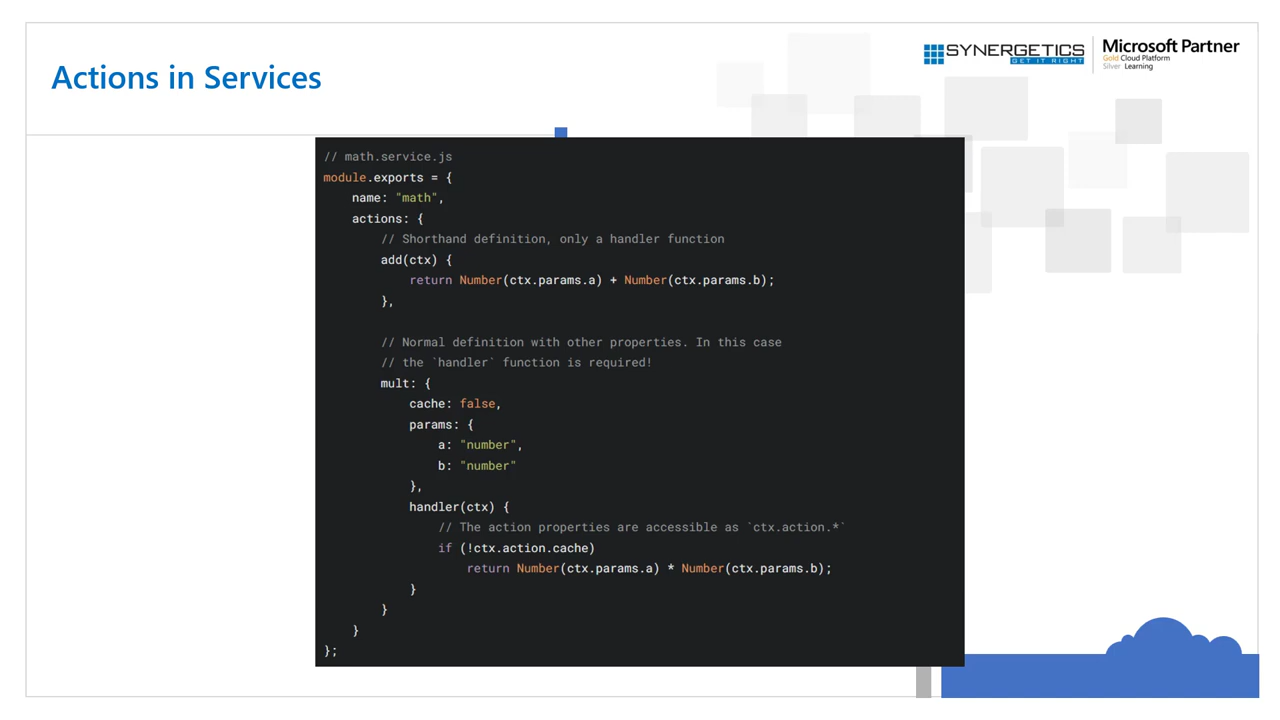 Actions in Services
SYNERGETICS
GET IT RIGHT
Microsoft Partner
Gold Cloud Platform
Silver Learning
// math.service.js
module.exports = {
    name: "math",
    actions: {
        // Shorthand definition, only a handler function
        add(ctx) {
            return Number(ctx.params.a) + Number(ctx.params.b);
        },
        // Normal definition with other properties. In this case
        // the `handler` function is required!
        mult: {
            cache: false,
            params: {
                a: "number",
                b: "number"
            },
            handler(ctx) {
                // The action properties are accessible as `ctx.action.*`
                if (!ctx.action.cache)
                    return Number(ctx.params.a) * Number(ctx.params.b);
            }
        }
    }
};